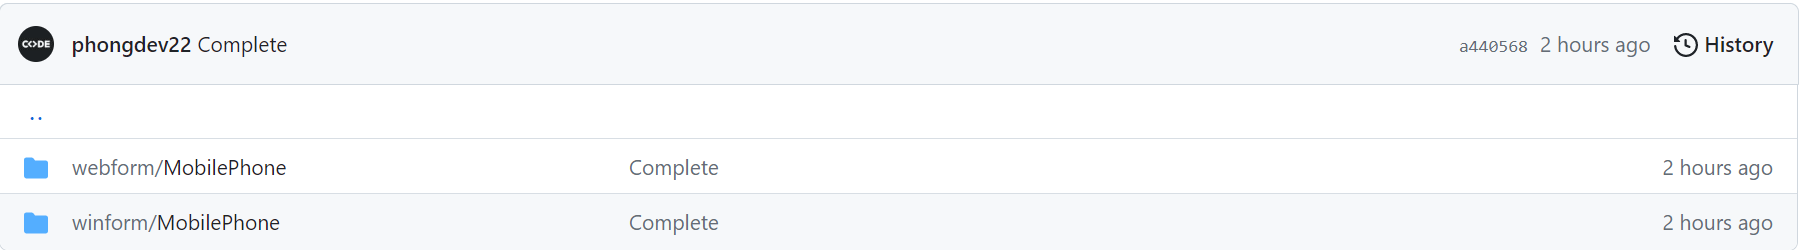 C<>DE phongdev22 Complete a440568 2 hours ago History
..
webform/MobilePhone Complete 2 hours ago
winform/MobilePhone Complete 2 hours ago